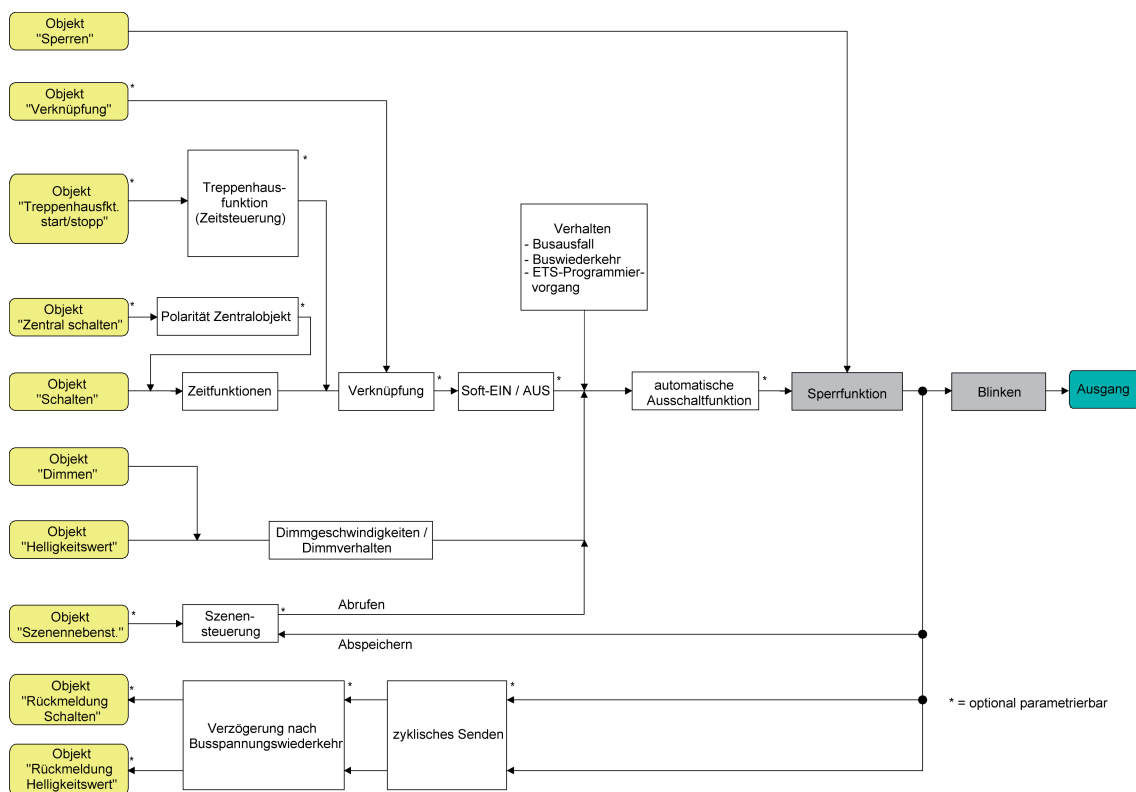 Objekt
"Sperren"
Objekt
"Verknüpfung"
*
Objekt
"Treppenhausfkt.
start/stopp"
*
Treppenhaus-
funktion
(Zeitsteuerung)
*
Verhalten
- Busausfall
- Buswiederkehr
- ETS-Programmier-
vorgang
Objekt
"Zentral schalten"
*
Polarität Zentralobjekt
*
Objekt
"Schalten"
Zeitfunktionen
Verknüpfung
*
Soft-EIN / AUS
*
automatische
Ausschaltfunktion
*
Sperrfunktion
Blinken
Ausgang
Objekt
"Dimmen"
Objekt
"Helligkeitswert"
Dimmgeschwindigkeiten /
Dimmverhalten
Objekt
"Szenennebenst."
*
Szenen-
steuerung
*
Abrufen
Abspeichern
Objekt
"Rückmeldung
Schalten"
*
Verzögerung nach
Busspannungswiederkehr
*
zyklisches Senden
*
* = optional parametrierbar
Objekt
"Rückmeldung
Helligkeitswert"
*